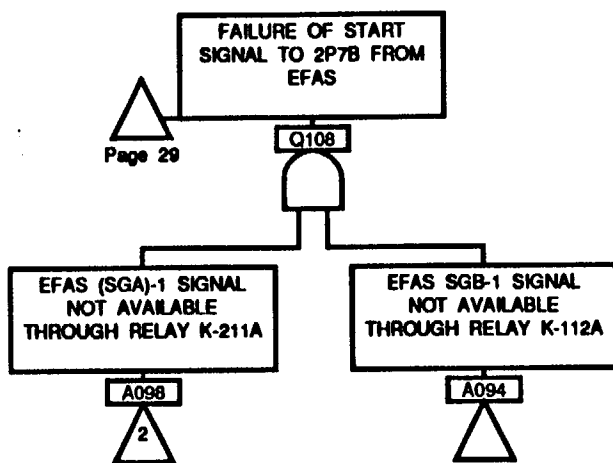 FAILURE OF START
SIGNAL TO 2P7B FROM
EFAS
Page 29
Q108
EFAS (SGA)-1 SIGNAL
NOT AVAILABLE
THROUGH RELAY K-211A
EFAS SGB-1 SIGNAL
NOT AVAILABLE
THROUGH RELAY K-112A
A098
A094
2